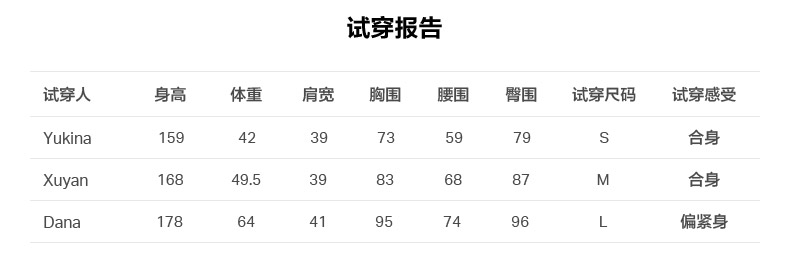 试穿报告
试穿人 身高 体重 肩宽 胸围 腰围 臀围 试穿尺码 试穿感受
Yukina 159 42 39 73 59 79 S 合身
Xuyan 168 49.5 39 83 68 87 M 合身
Dana 178 64 41 95 74 96 L 偏紧身